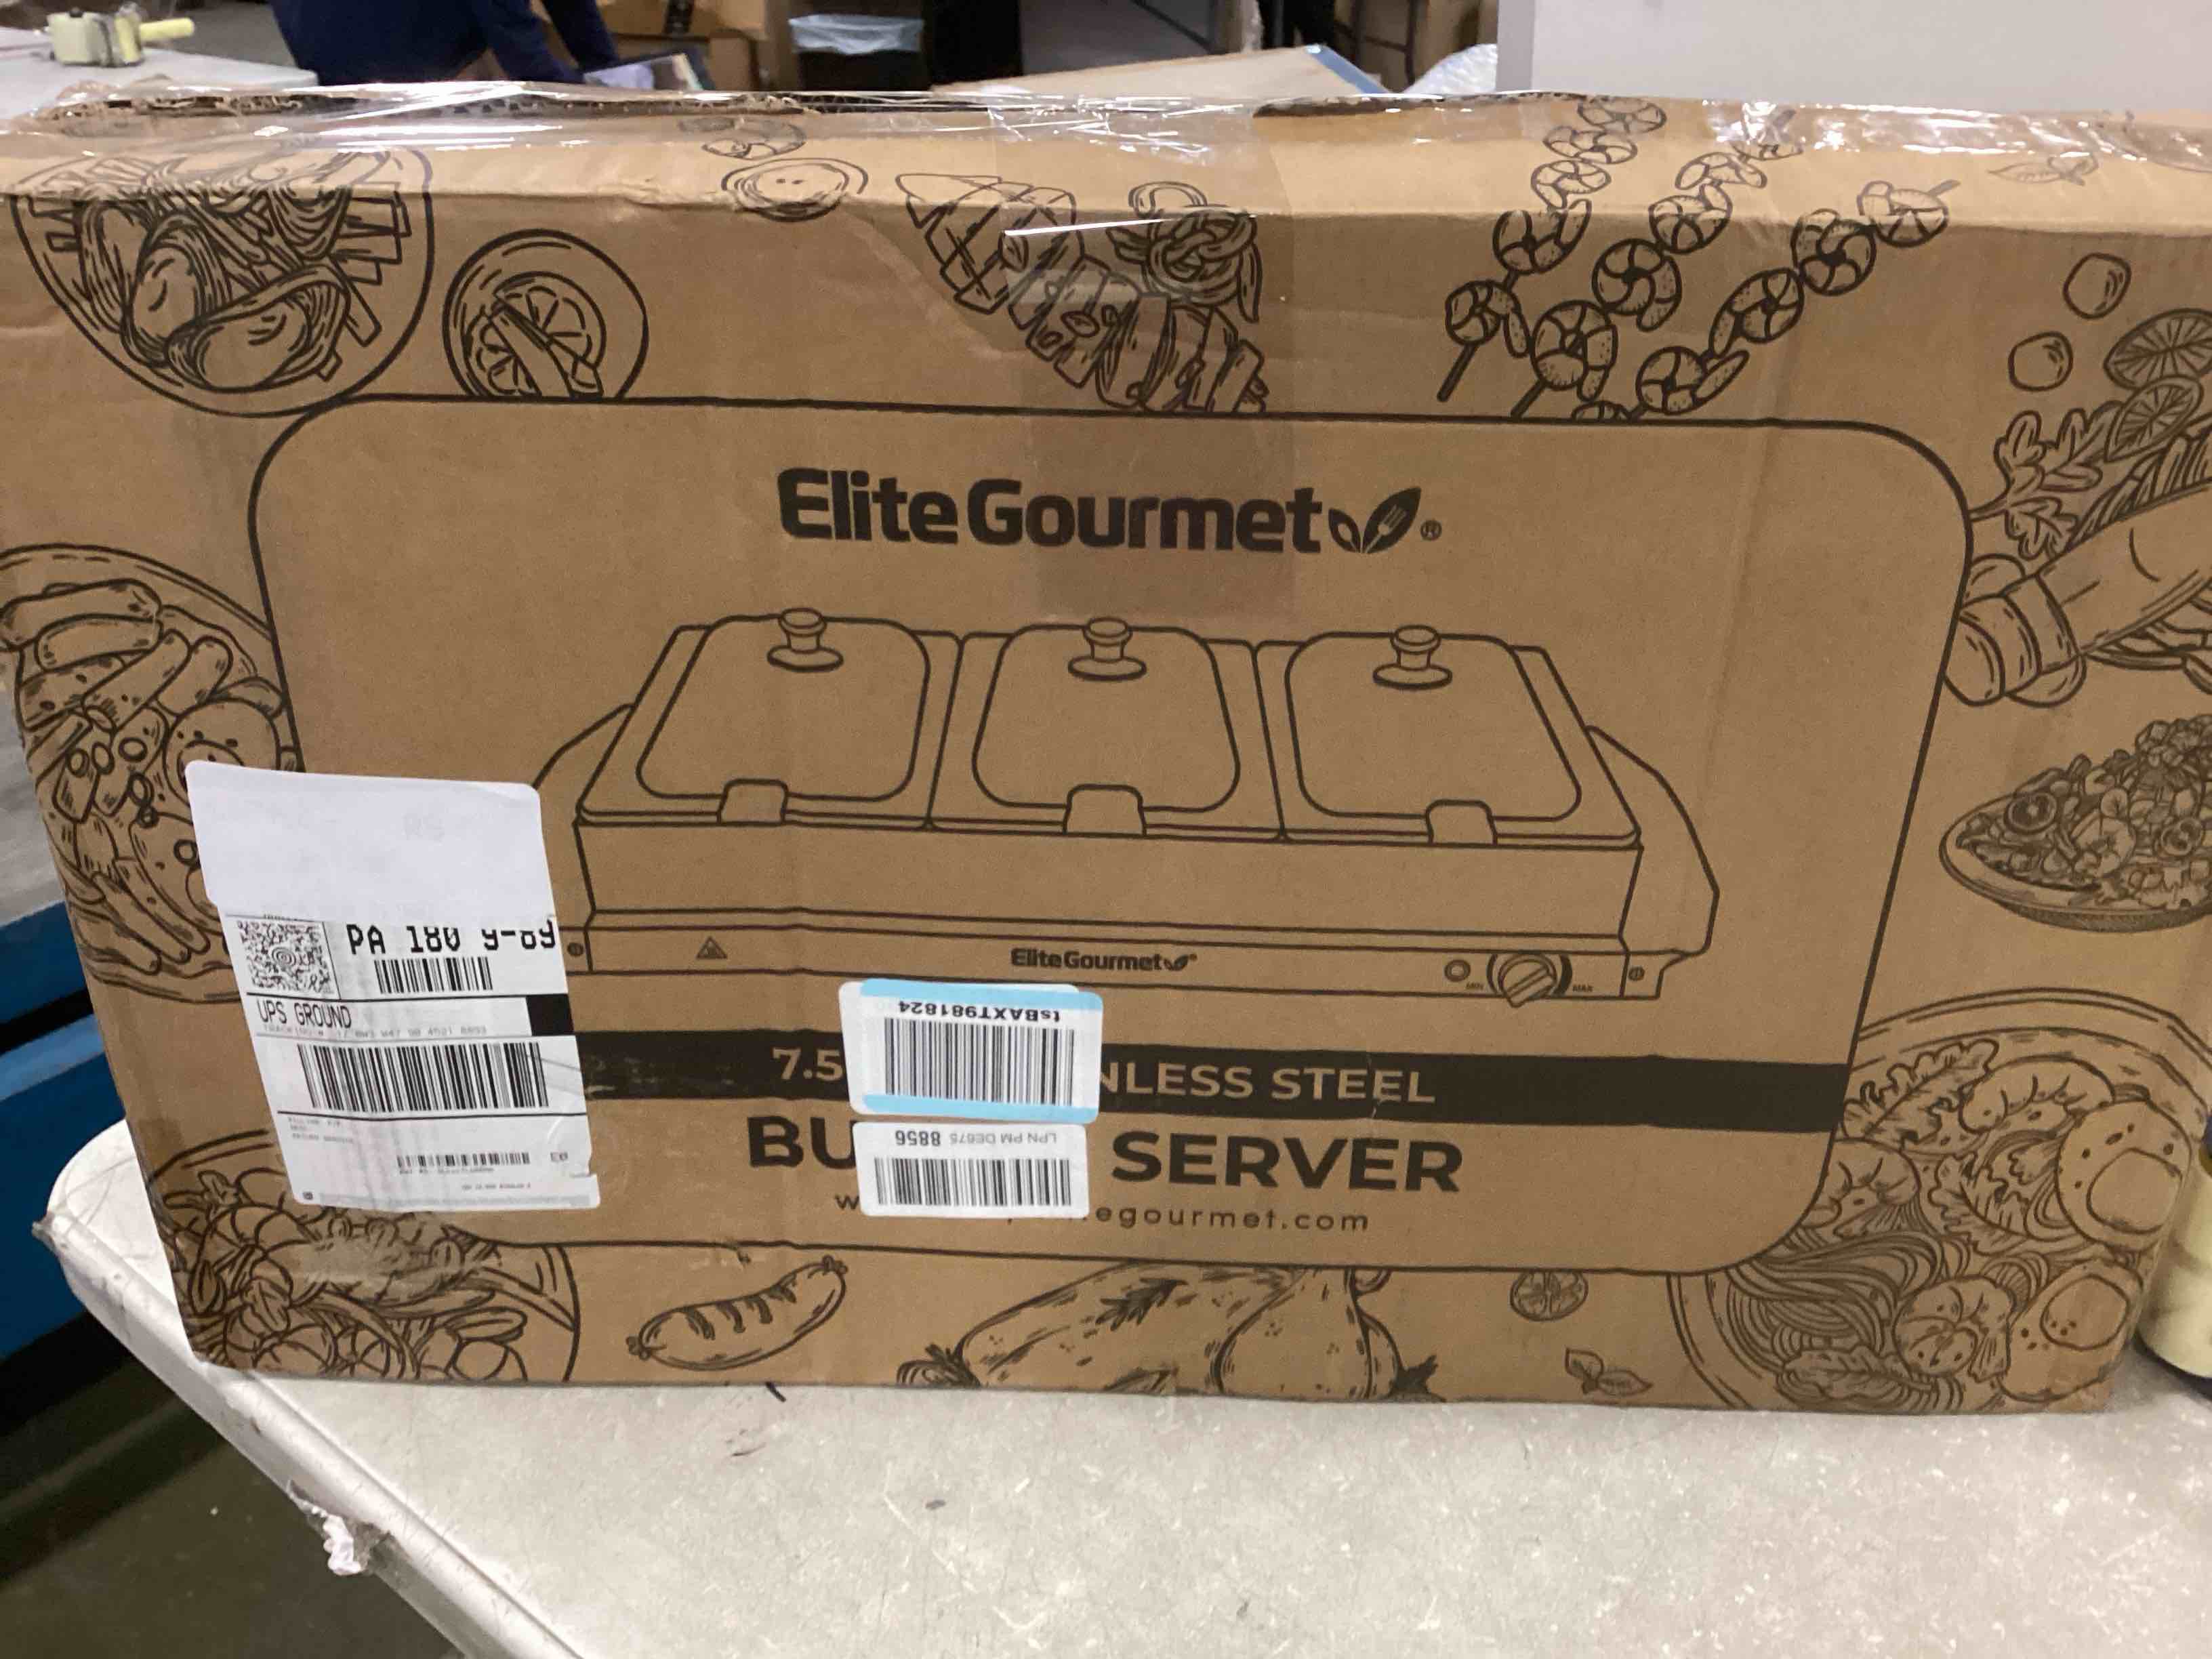 Elite Gourmet®
Elite Gourmet®
MIN MAX
PA 180 9-09
UPS GROUND
tsBAXT981824
7.5 NLESS STEEL
LPN PM DE675 8856
BU SERVER
w egourmet.com